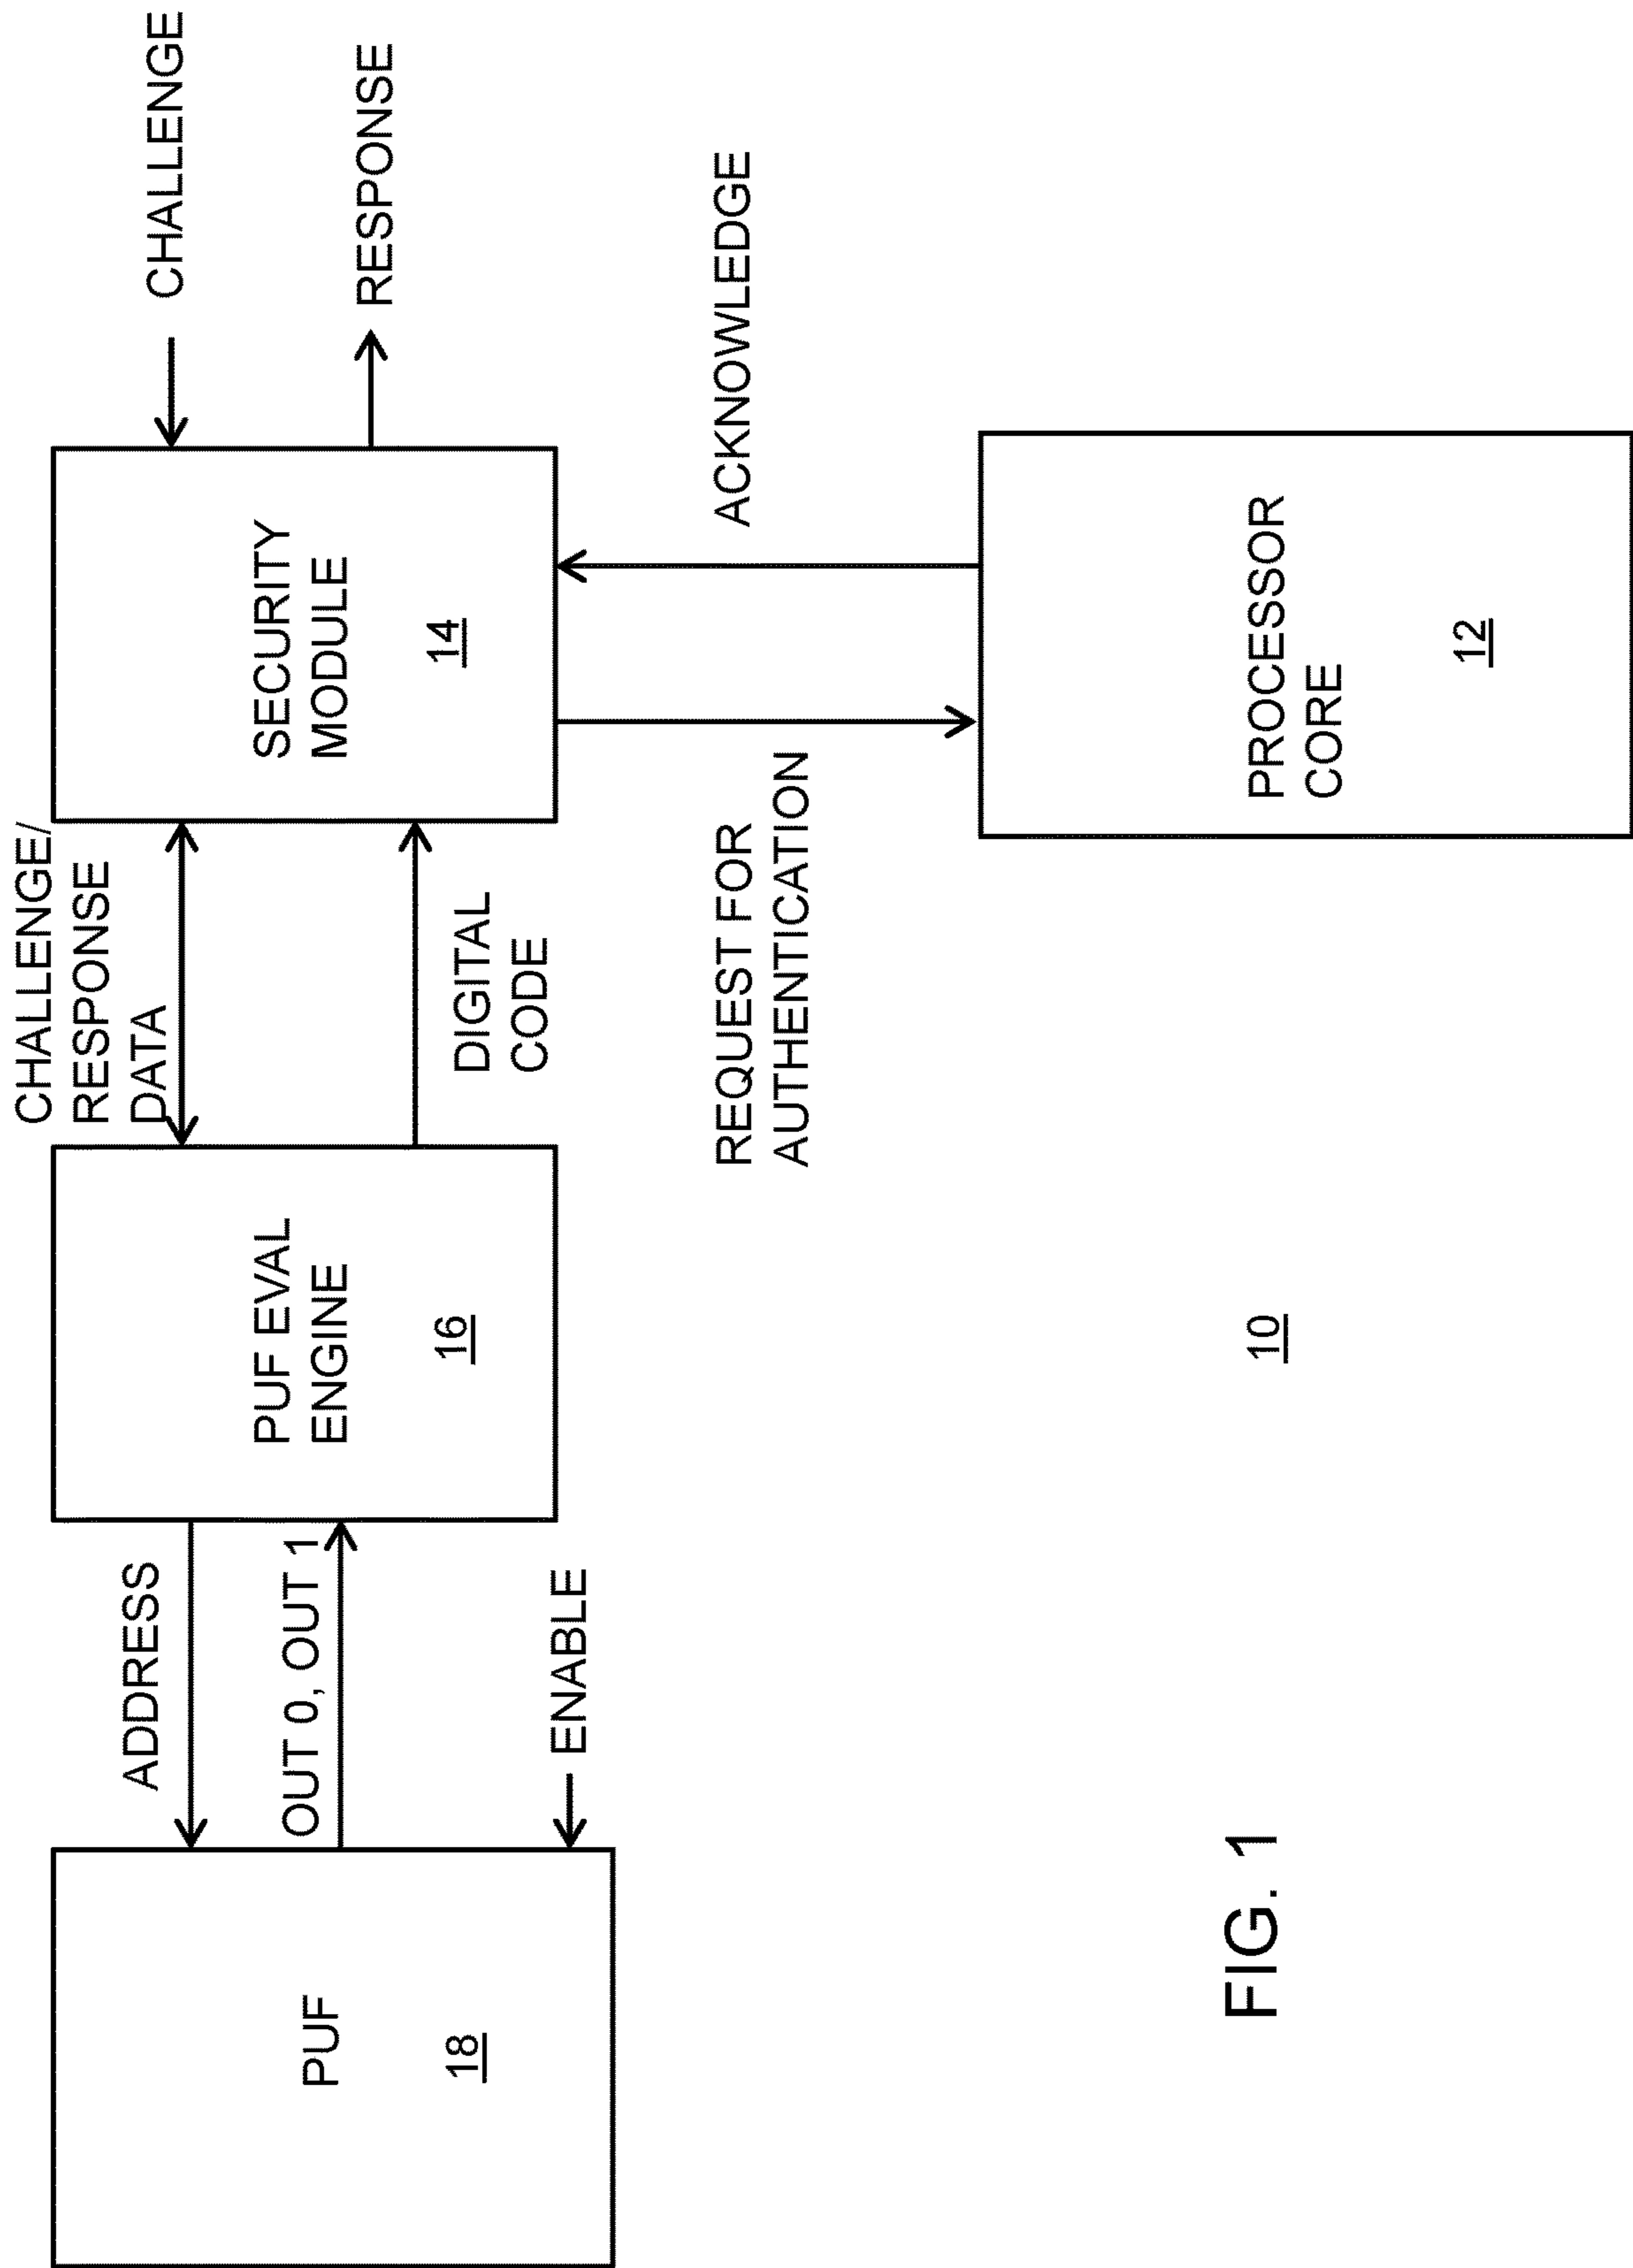 CHALLENGE/
RESPONSE
DATA
CHALLENGE
ADDRESS
PUF
18
OUT 0, OUT 1
PUF EVAL
ENGINE
16
SECURITY
MODULE
14
RESPONSE
ENABLE
DIGITAL
CODE
REQUEST FOR
AUTHENTICATION
ACKNOWLEDGE
PROCESSOR
CORE
12
10
FIG. 1